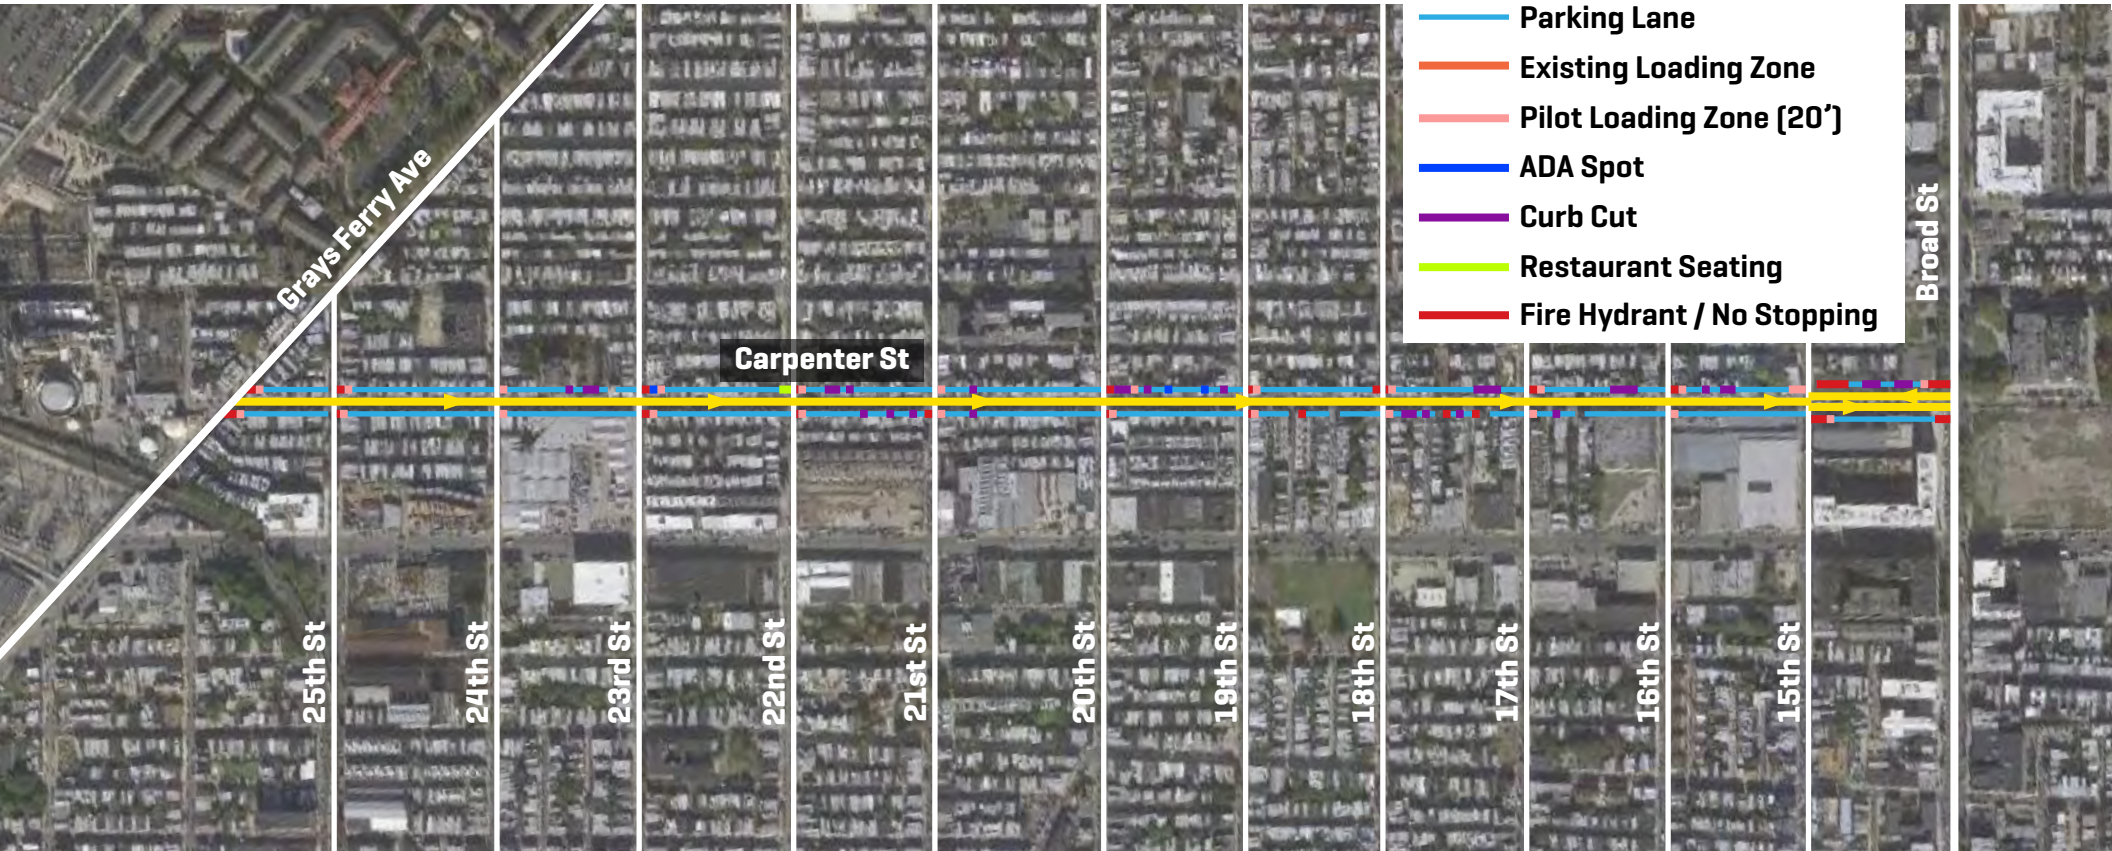 Parking Lane
Existing Loading Zone
Pilot Loading Zone (20’)
ADA Spot
Curb Cut
Restaurant Seating
Fire Hydrant / No Stopping
Grays Ferry Ave
Broad St
Carpenter St
25th St
24th St
23rd St
22nd St
21st St
20th St
19th St
18th St
17th St
16th St
15th St